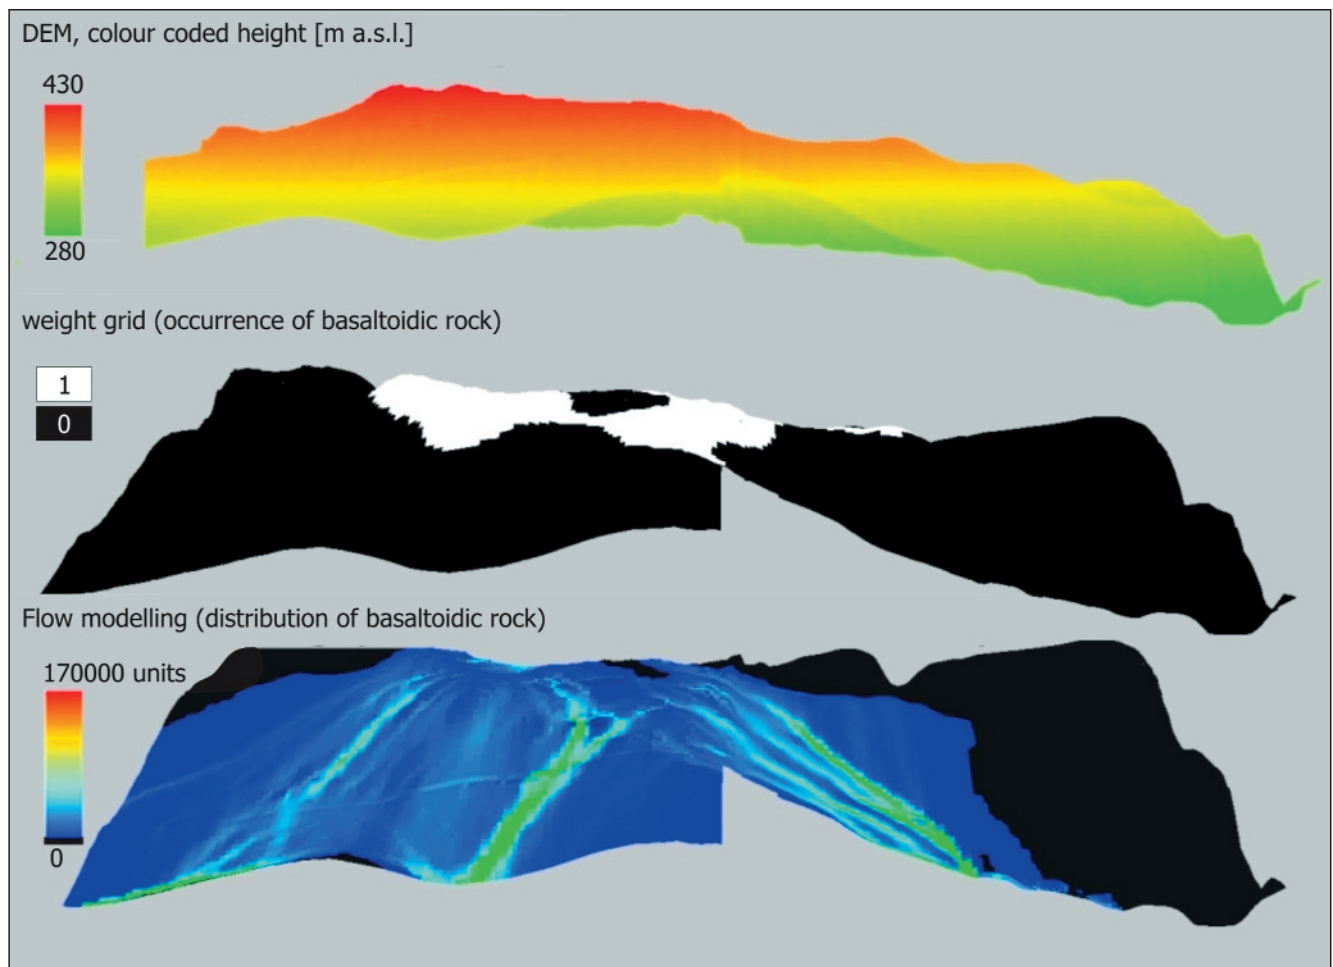 DEM, colour coded height [m a.s.l.]
430
280
weight grid (occurrence of basaltoidic rock)
1
0
Flow modelling (distribution of basaltoidic rock)
170000 units
0